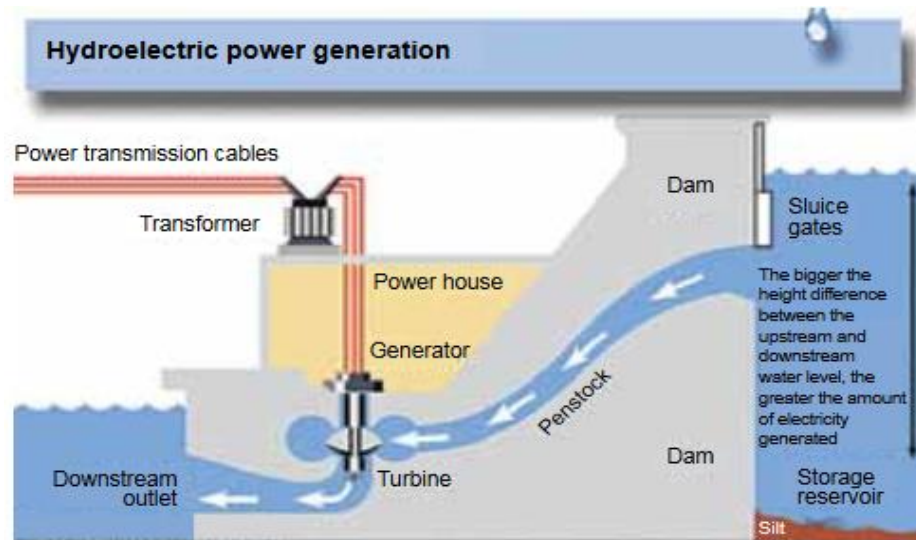 Hydroelectric power generation
Power transmission cables
Transformer
Dam
Sluice
gates
Power house
The bigger the
height difference
between the
upstream and
downstream
water level, the
greater the amount
of electricity
generated
Generator
Penstock
Downstream
outlet
Turbine
Dam
Storage
reservoir
Silt